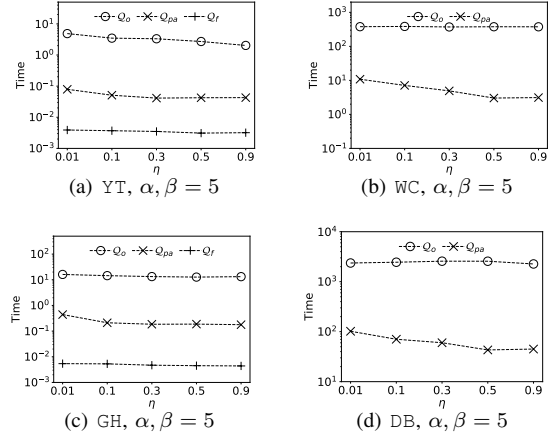 Q_o Q_pa Q_f
10^1
10^0
10^-1
10^-2
10^-3
Time
0.01 0.1 0.3 0.5 0.9
η
(a) YT, α, β = 5
Q_o Q_pa
10^3
10^2
10^1
10^0
10^-1
Time
0.01 0.1 0.3 0.5 0.9
η
(b) WC, α, β = 5
Q_o Q_pa Q_f
10^2
10^1
10^0
10^-1
10^-2
10^-3
Time
0.01 0.1 0.3 0.5 0.9
η
(c) GH, α, β = 5
Q_o Q_pa
10^4
10^3
10^2
10^1
Time
0.01 0.1 0.3 0.5 0.9
η
(d) DB, α, β = 5